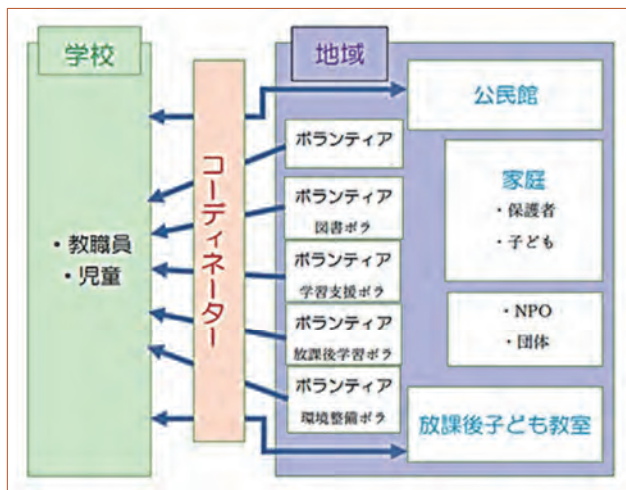 学校
・教職員
・児童
コーディネーター
地域
ボランティア
ボランティア
図書ボラ
ボランティア
学習支援ボラ
ボランティア
放課後学習ボラ
ボランティア
環境整備ボラ
公民館
家庭
・保護者
・子ども
・NPO
・団体
放課後子ども教室